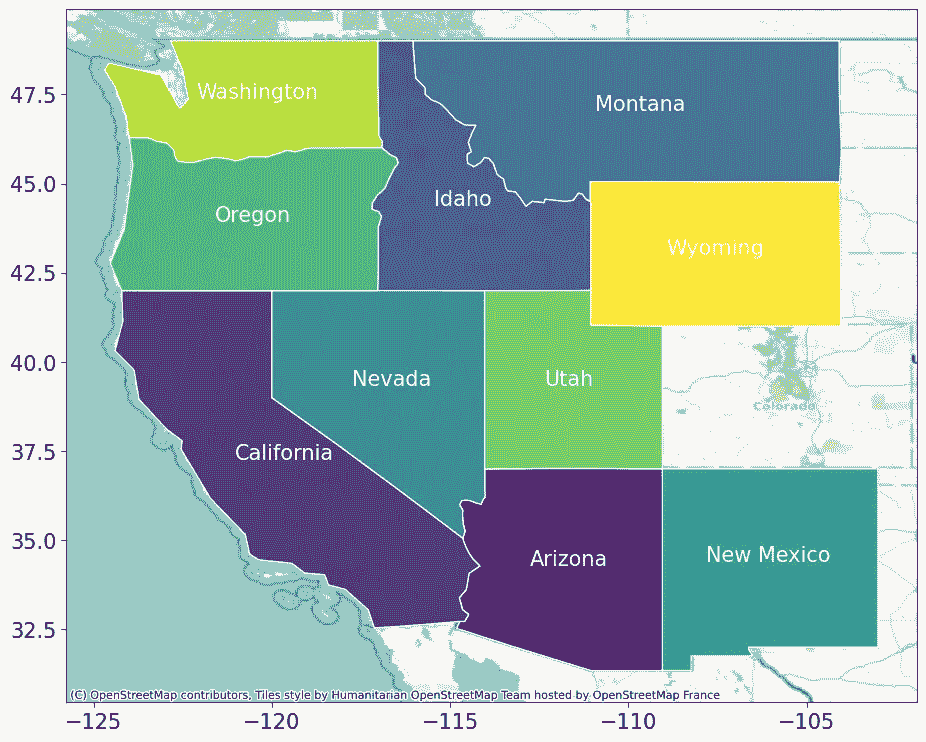 47.5
Washington
Montana
45.0
Idaho
Oregon
Wyoming
42.5
40.0
Nevada
Utah
Colorado
37.5
California
35.0
Arizona
New Mexico
32.5
(C) OpenStreetMap contributors, Tiles style by Humanitarian OpenStreetMap Team hosted by OpenStreetMap France
−125
−120
−115
−110
−105